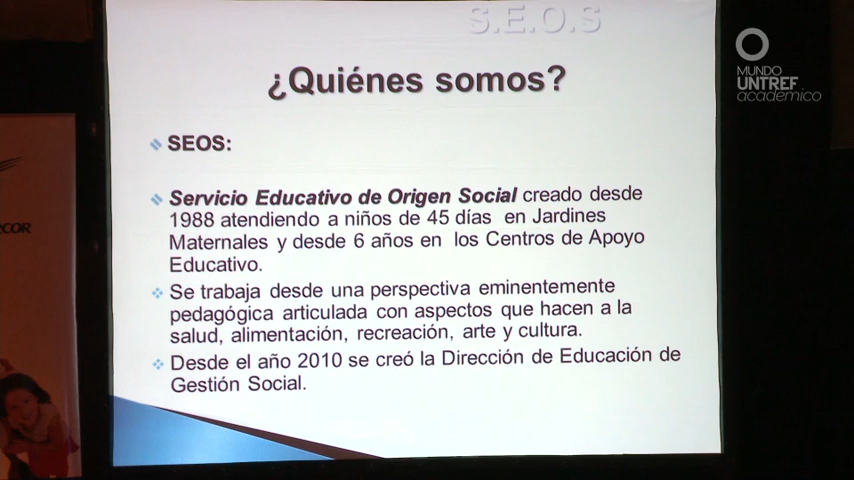 S.E.O.S
MUNDO
UNTREF
académico
¿Quiénes somos?
SEOS:
Servicio Educativo de Origen Social creado desde
1988 atendiendo a niños de 45 días en Jardines
Maternales y desde 6 años en los Centros de Apoyo
Educativo.
Se trabaja desde una perspectiva eminentemente
pedagógica articulada con aspectos que hacen a la
salud, alimentación, recreación, arte y cultura.
Desde el año 2010 se creó la Dirección de Educación de
Gestión Social.